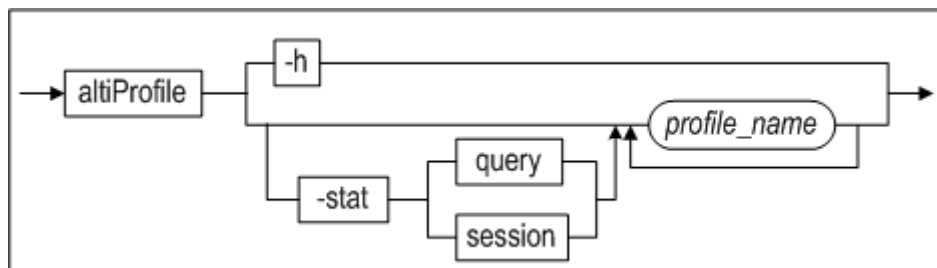 -h
altiProfile
profile_name
query
-stat
session